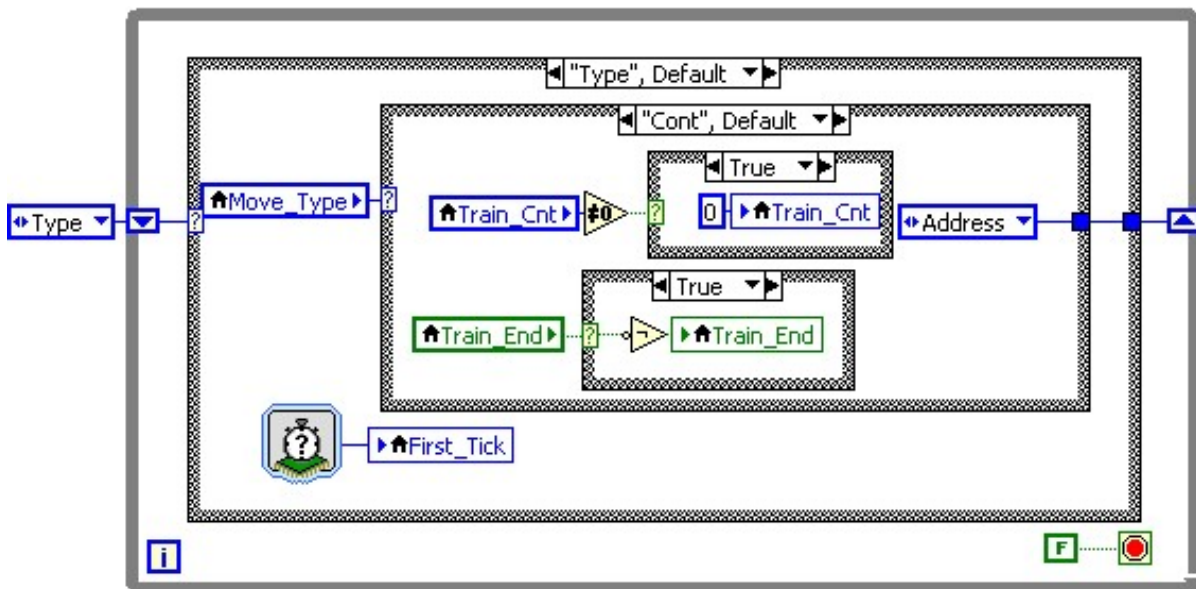 "Type", Default
"Cont", Default
True
Type
?
Move_Type
?
Train_Cnt
≠0
?
0
Train_Cnt
Address
True
Train_End
?
¬
Train_End
?
First_Tick
i
F